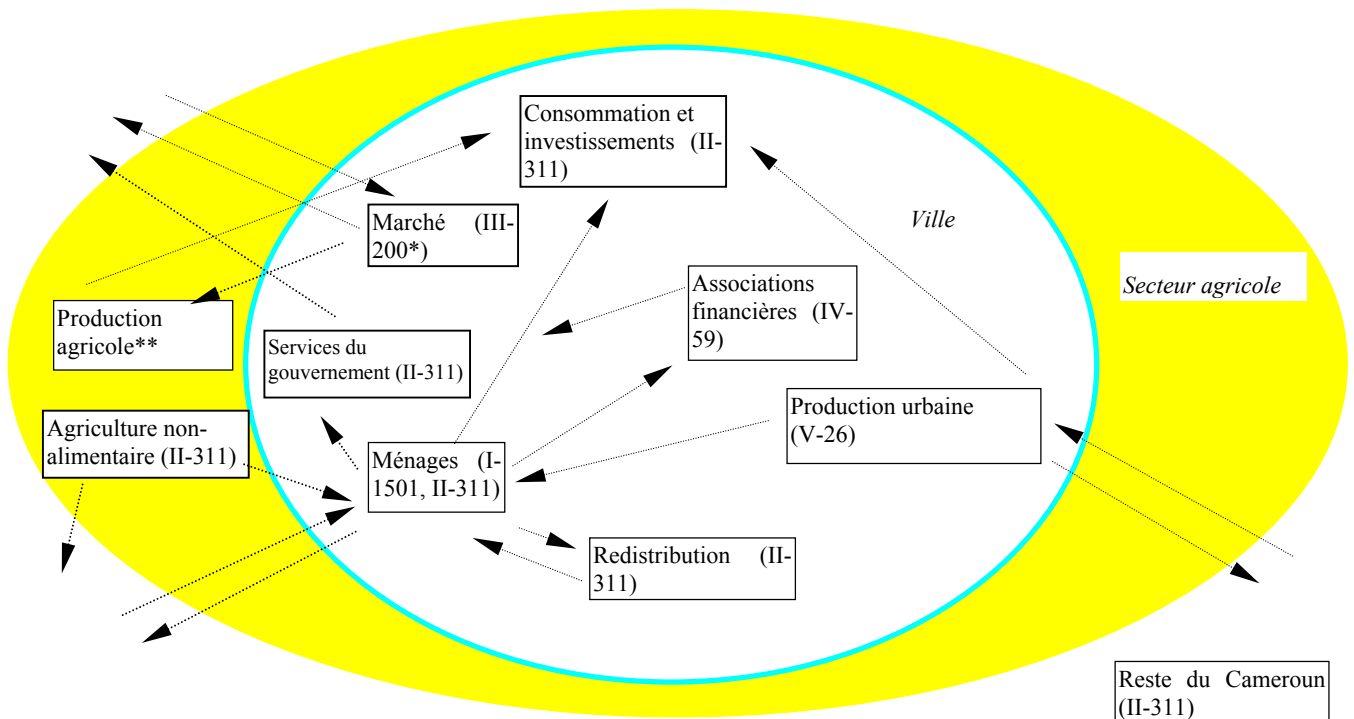 Consommation et
investissements (II-
311)
Marché (III-
200*)
Ville
Associations
financières (IV-
59)
Secteur agricole
Production
agricole**
Services du
gouvernement (II-311)
Production urbaine
(V-26)
Agriculture non-
alimentaire (II-311)
Ménages (I-
1501, II-311)
Redistribution (II-
311)
Reste du Cameroun
(II-311)